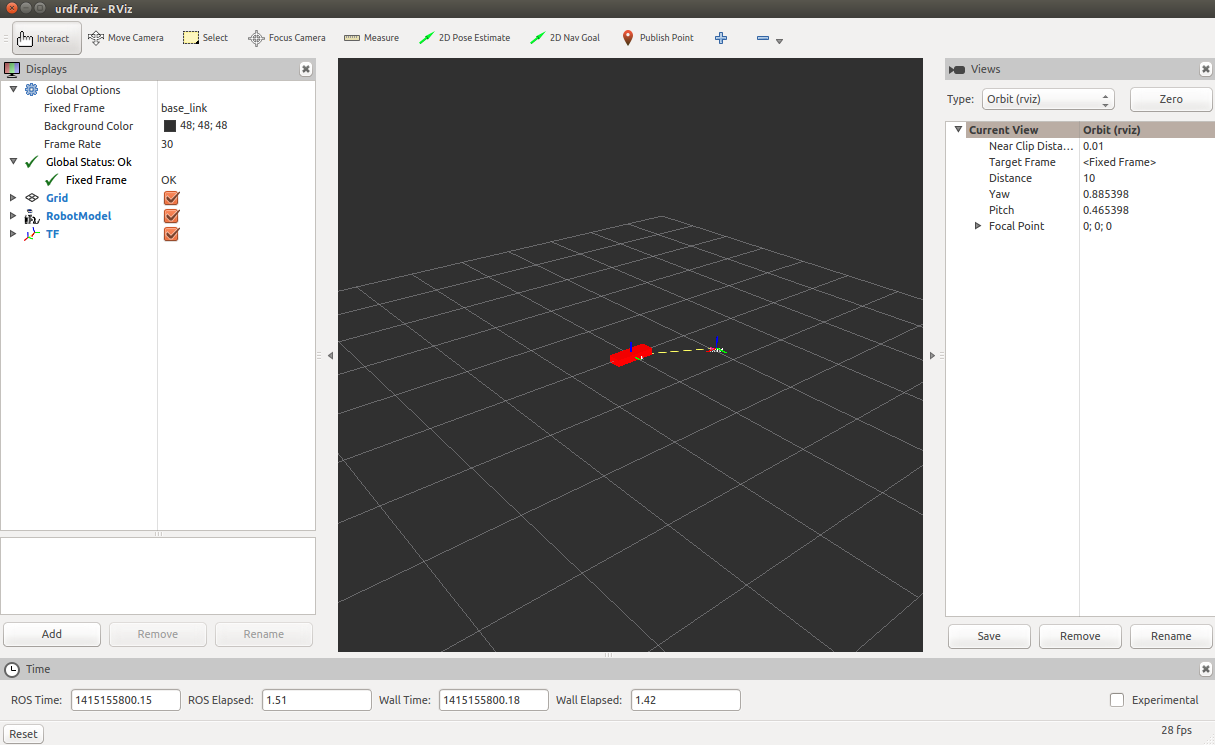 urdf.rviz - RViz
Interact Move Camera Select Focus Camera Measure 2D Pose Estimate 2D Nav Goal Publish Point
Displays
Global Options
Fixed Frame base_link
Background Color 48; 48; 48
Frame Rate 30
Global Status: Ok
Fixed Frame OK
Grid
RobotModel
TF
Add Remove Rename
Views
Type: Orbit (rviz) Zero
Current View Orbit (rviz)
Near Clip Dista... 0.01
Target Frame <Fixed Frame>
Distance 10
Yaw 0.885398
Pitch 0.465398
Focal Point 0; 0; 0
Save Remove Rename
Time
ROS Time: 1415155800.15 ROS Elapsed: 1.51 Wall Time: 1415155800.18 Wall Elapsed: 1.42 Experimental
Reset 28 fps